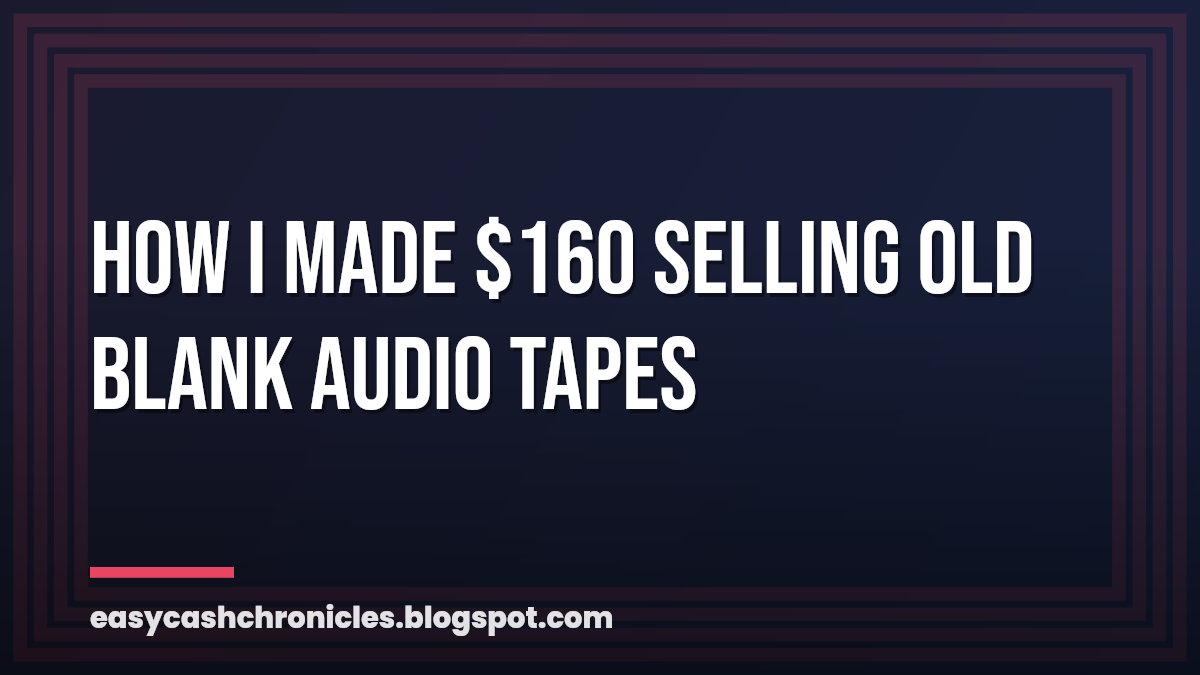 HOW I MADE $160 SELLING OLD
BLANK AUDIO TAPES
easycashchronicles.blogspot.com